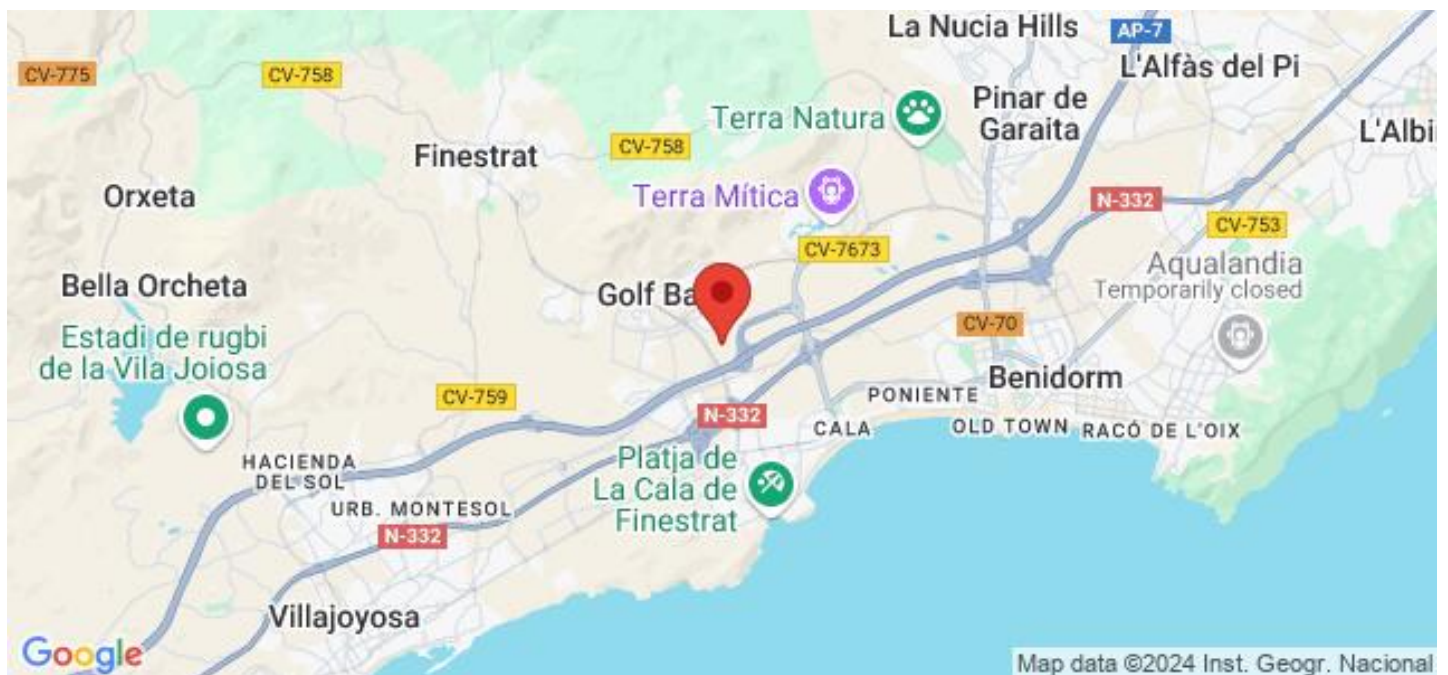 La Nucia Hills
AP-7
CV-775
CV-758
L'Alfàs del Pi
Terra Natura
Pinar de
Garaita
L'Albi
Finestrat
CV-758
Orxeta
Terra Mítica
N-332
CV-753
CV-7673
Bella Orcheta
Golf Ba
Aqualandia
Temporarily closed
Estadi de rugbi
de la Vila Joiosa
CV-70
CV-759
Benidorm
PONIENTE
N-332
CALA
OLD TOWN
RACÓ DE L'OIX
HACIENDA
DEL SOL
Platja de
La Cala de
Finestrat
URB. MONTESOL
N-332
Villajoyosa
Google
Map data ©2024 Inst. Geogr. Nacional